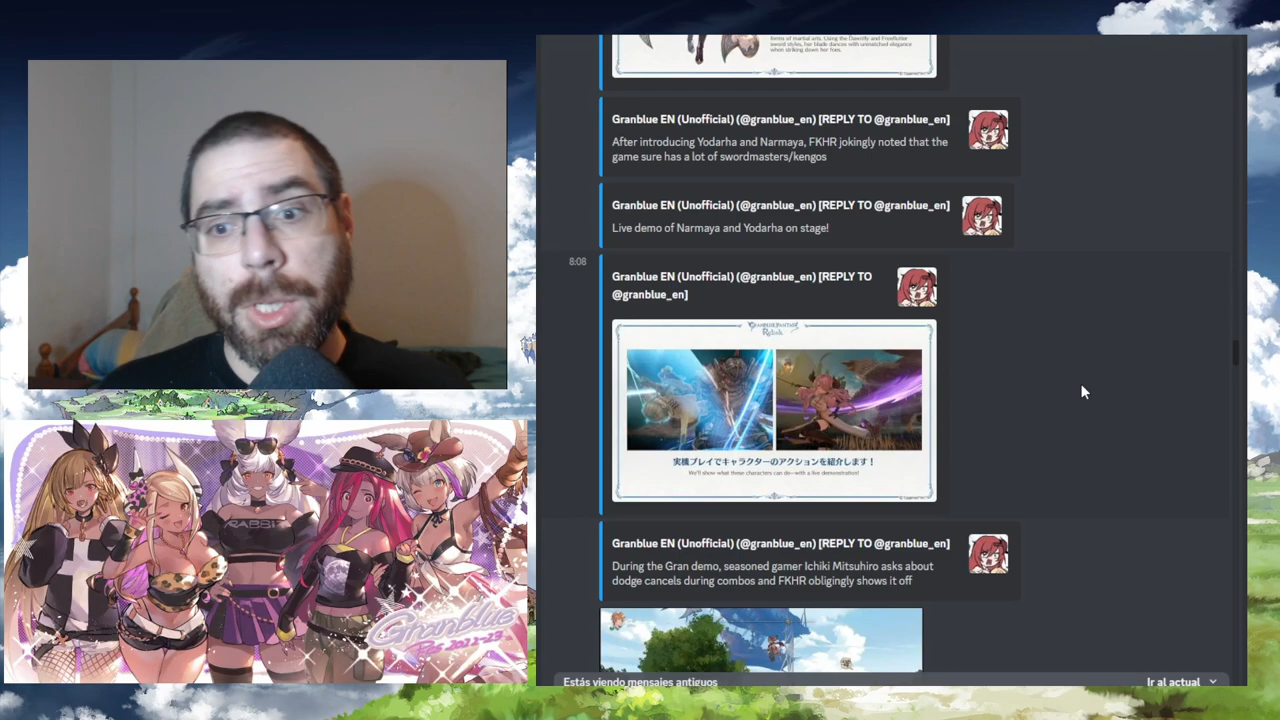 forms of martial arts. Using the Dawnfly and Freeflutter
sword styles, her blade dances with unmatched elegance
when striking down her foes.
Granblue EN (Unofficial) (@granblue_en) [REPLY TO @granblue_en]
After introducing Yodarha and Narmaya, FKHR jokingly noted that the
game sure has a lot of swordmasters/kengos
Granblue EN (Unofficial) (@granblue_en) [REPLY TO @granblue_en]
Live demo of Narmaya and Yodarha on stage!
8:08
Granblue EN (Unofficial) (@granblue_en) [REPLY TO
@granblue_en]
GRANBLUE FANTASY
Relink
実機プレイでキャラクターのアクションを紹介します！
We'll show what these characters can do—with a live demonstration!
Granblue EN (Unofficial) (@granblue_en) [REPLY TO @granblue_en]
During the Gran demo, seasoned gamer Ichiki Mitsuhiro asks about
dodge cancels during combos and FKHR obligingly shows it off
Estás viendo mensajes antiguos
Ir al actual
RABBIT
Granblue
Fes 2022-23